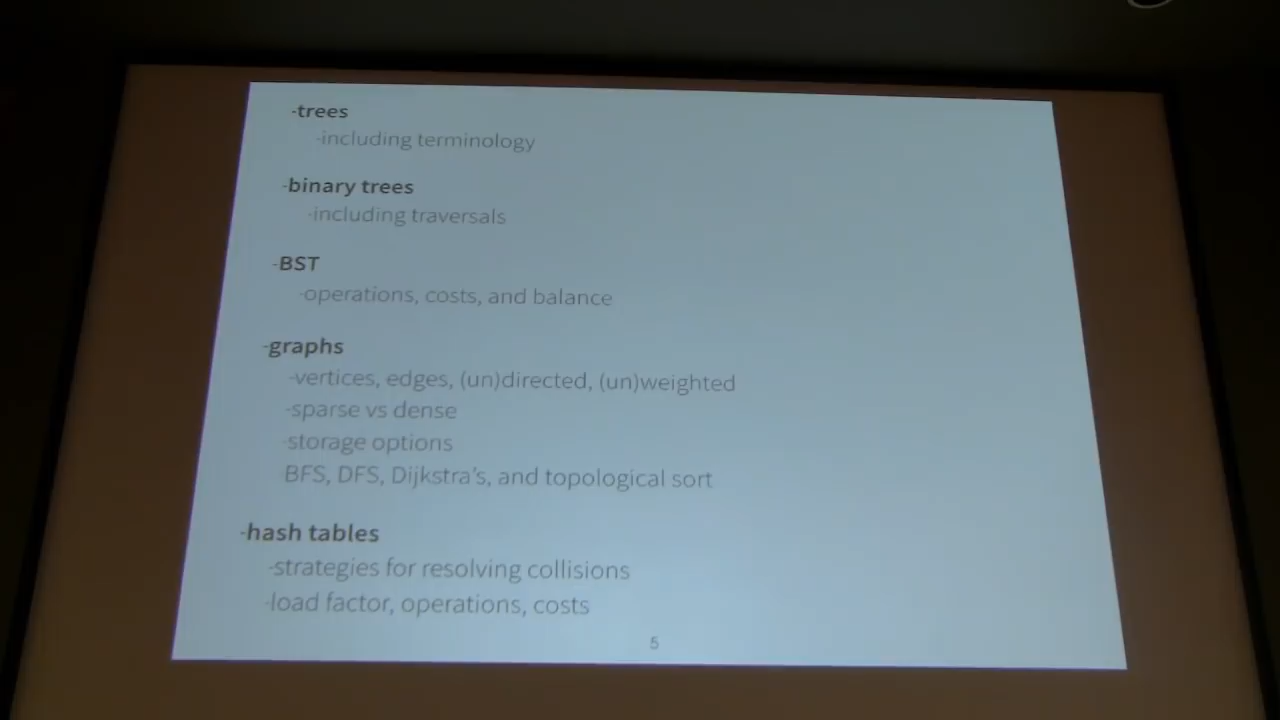 -trees
-including terminology
-binary trees
-including traversals
-BST
-operations, costs, and balance
-graphs
-vertices, edges, (un)directed, (un)weighted
-sparse vs dense
-storage options
BFS, DFS, Dijkstra's, and topological sort
-hash tables
-strategies for resolving collisions
-load factor, operations, costs
5